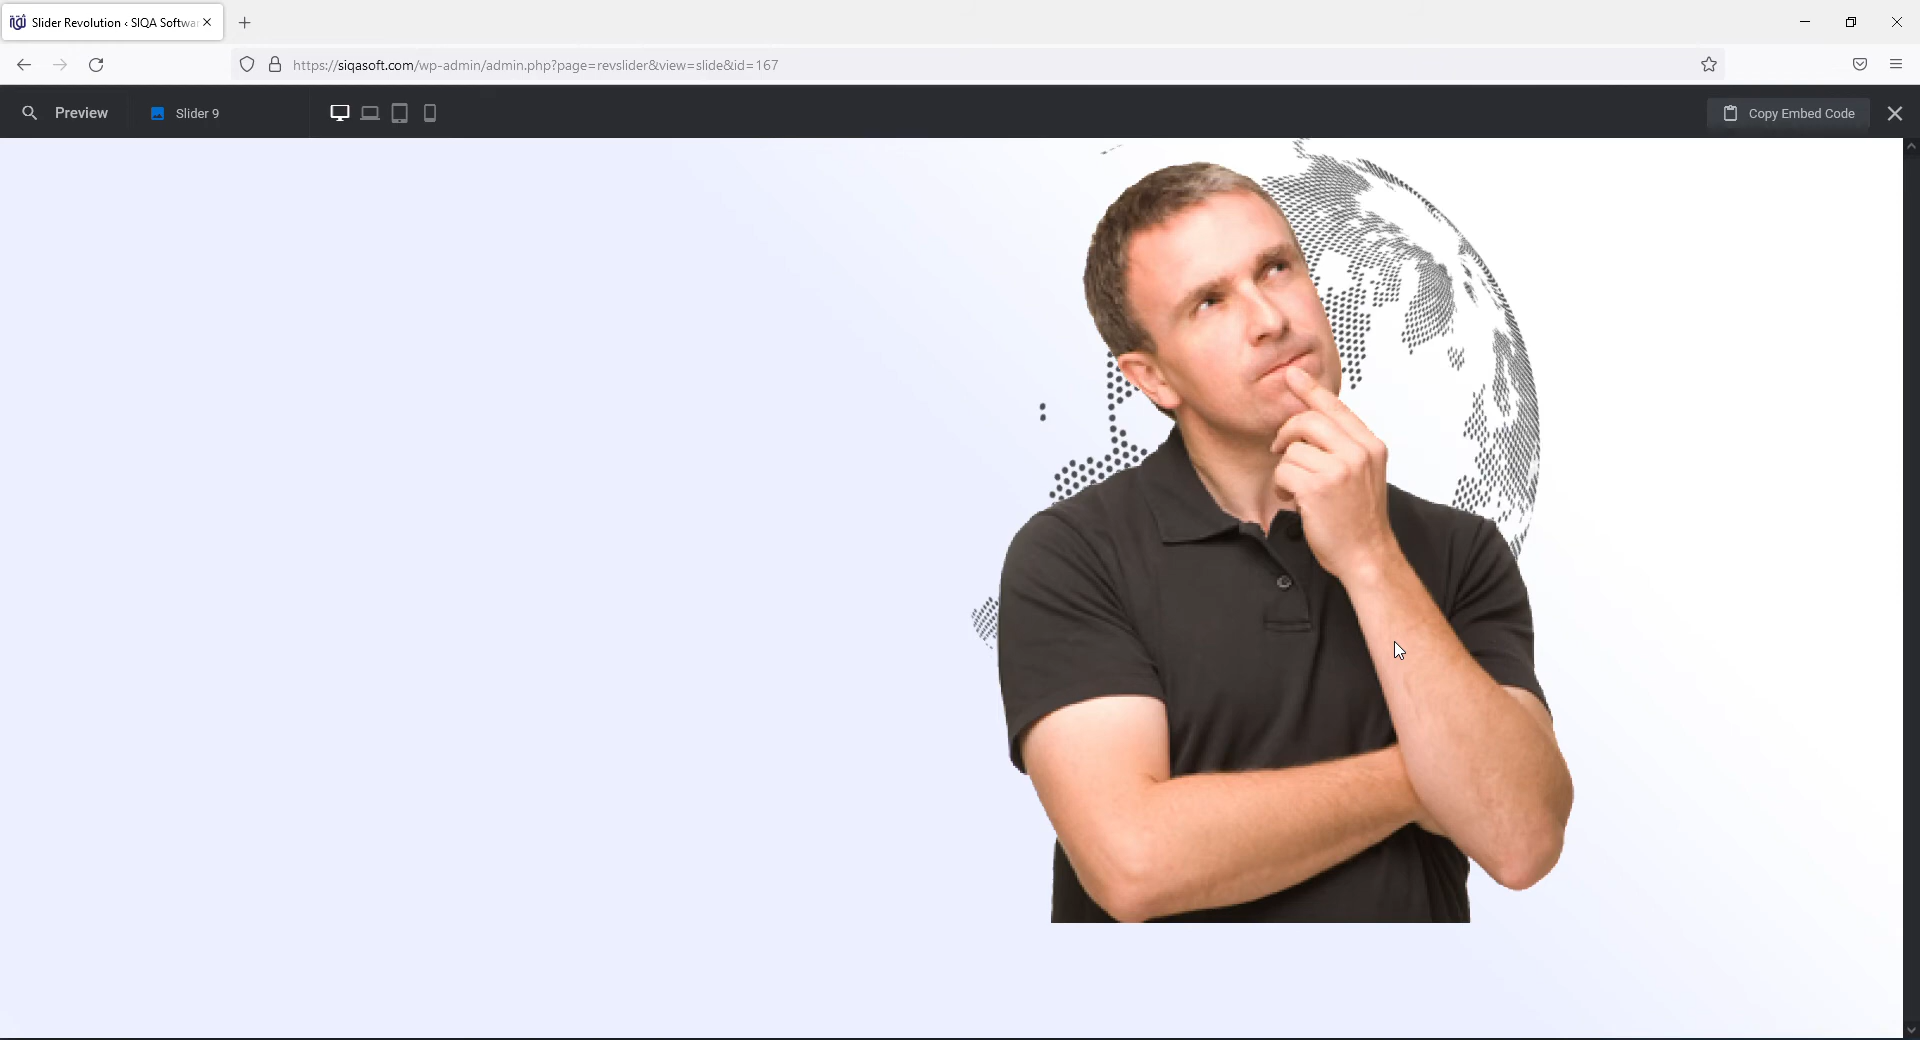 Slider Revolution ‹ SIQA Softwar
https://siqasoft.com/wp-admin/admin.php?page=revslider&view=slide&id=167
Preview
Slider 9
Copy Embed Code